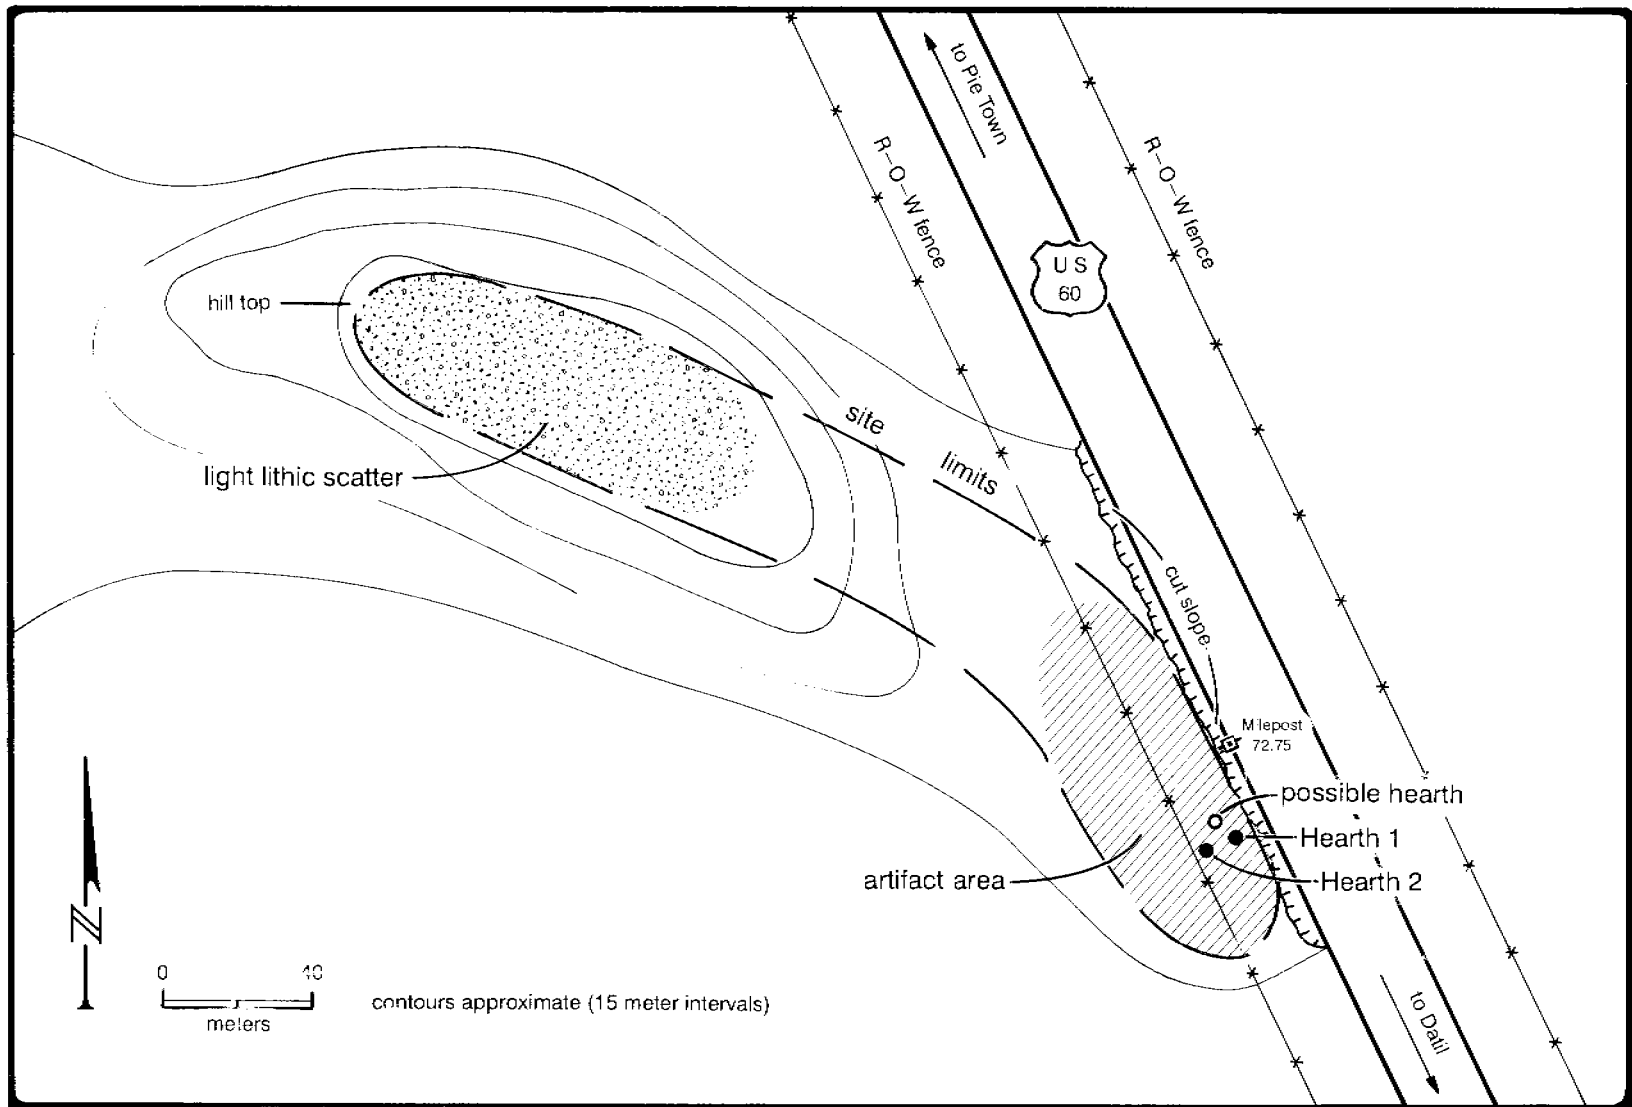 to Pie Town
R-O-W fence
R-O-W fence
US
60
hill top
site
limits
light lithic scatter
cut slope
Milepost
72.75
possible hearth
Hearth 1
artifact area
Hearth 2
N
0 40
meters
contours approximate (15 meter intervals)
to Datil